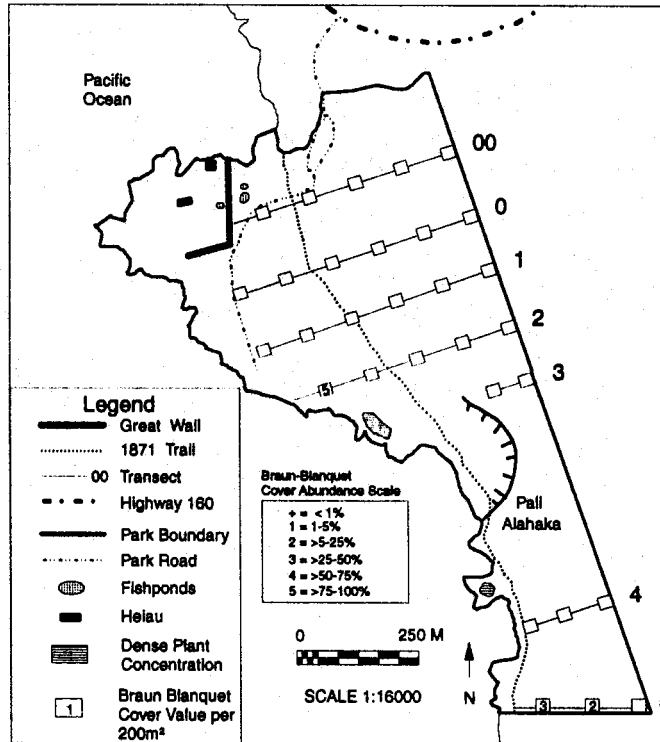 Pacific
Ocean
00
0
1
2
3
5
Legend
Great Wall
1871 Trail
00 Transect
Highway 160
Park Boundary
Park Road
Fishponds
Heiau
Dense Plant
Concentration
1 Braun Blanquet
Cover Value per
200m²
Braun-Blanquet
Cover Abundance Scale
+ = < 1%
1 = 1-5%
2 = >5-25%
3 = >25-50%
4 = >50-75%
5 = >75-100%
Pali
Alahaka
4
0 250 M
SCALE 1:16000
N
3 2